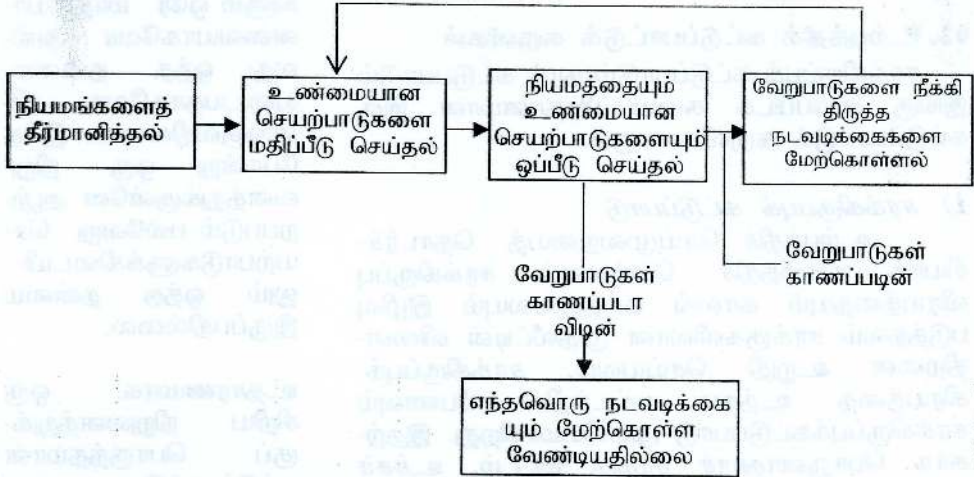 நியமங்களைத்
தீர்மானித்தல்
உண்மையான
செயற்பாடுகளை
மதிப்பீடு செய்தல்
நியமத்தையும்
உண்மையான
செயற்பாடுகளையும்
ஒப்பீடு செய்தல்
வேறுபாடுகளை நீக்கி
திருத்த
நடவடிக்கைகளை
மேற்கொள்ளல்
வேறுபாடுகள்
காணப்படின்
வேறுபாடுகள்
காணப்படா
விடின்
எந்தவொரு நடவடிக்கை
யும் மேற்கொள்ள
வேண்டியதில்லை